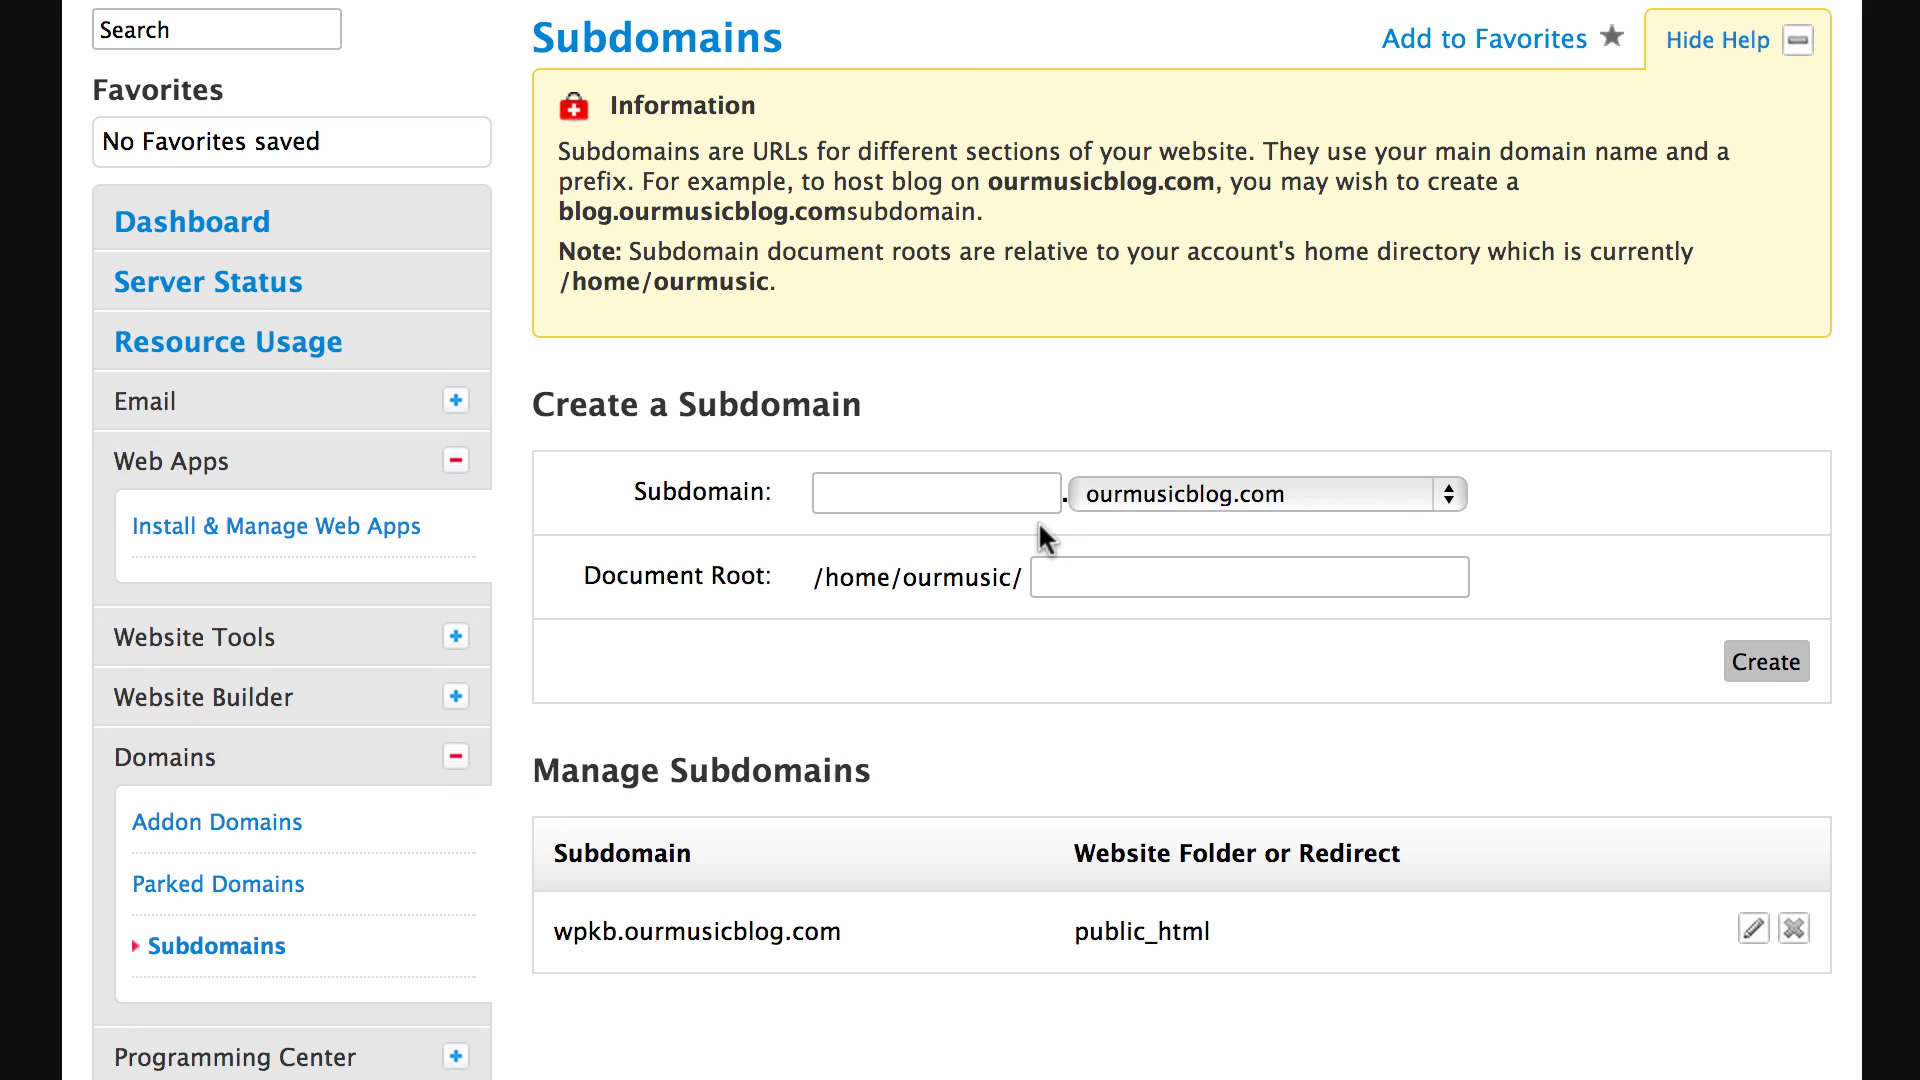 Search
Favorites
No Favorites saved
Dashboard
Server Status
Resource Usage
Email
Web Apps
Install & Manage Web Apps
Website Tools
Website Builder
Domains
Addon Domains
Parked Domains
Subdomains
Programming Center
Subdomains
Add to Favorites
Hide Help
Information
Subdomains are URLs for different sections of your website. They use your main domain name and a
prefix. For example, to host blog on ourmusicblog.com, you may wish to create a
blog.ourmusicblog.comsubdomain.
Note: Subdomain document roots are relative to your account's home directory which is currently
/home/ourmusic.
Create a Subdomain
Subdomain: . ourmusicblog.com
Document Root: /home/ourmusic/
Create
Manage Subdomains
Subdomain Website Folder or Redirect
wpkb.ourmusicblog.com public_html